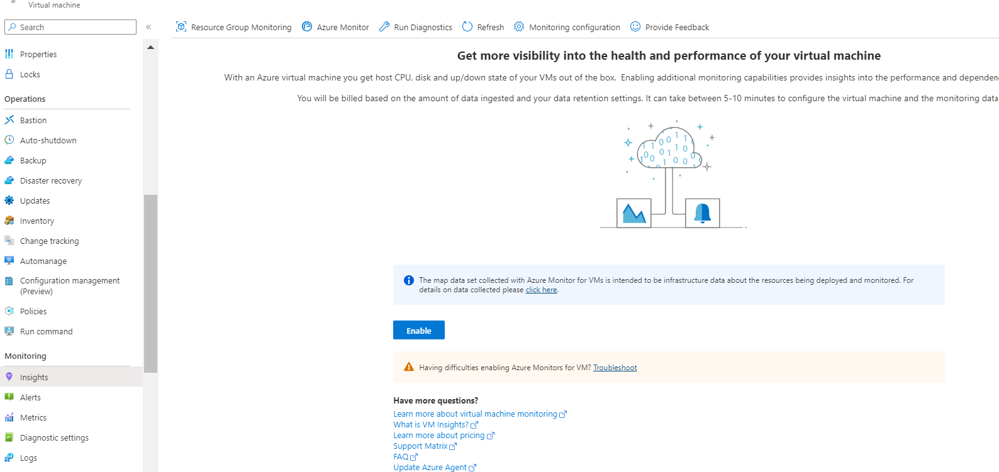 Virtual machine
Search
«
Resource Group Monitoring
Azure Monitor
Run Diagnostics
Refresh
Monitoring configuration
Provide Feedback
Properties
Locks
Operations
Bastion
Auto-shutdown
Backup
Disaster recovery
Updates
Inventory
Change tracking
Automanage
Configuration management
(Preview)
Policies
Run command
Monitoring
Insights
Alerts
Metrics
Diagnostic settings
Logs
Get more visibility into the health and performance of your virtual machine
With an Azure virtual machine you get host CPU, disk and up/down state of your VMs out of the box. Enabling additional monitoring capabilities provides insights into the performance and
You will be billed based on the amount of data ingested and your data retention settings. It can take between 5-10 minutes to configure the virtual machine and the monitoring data
The map data set collected with Azure Monitor for VMs is intended to be infrastructure data about the resources being deployed and monitored. For
details on data collected please click here.
Enable
Having difficulties enabling Azure Monitors for VM? Troubleshoot
Have more questions?
Learn more about virtual machine monitoring
What is VM Insights?
Learn more about pricing
Support Matrix
FAQ
Update Azure Agent